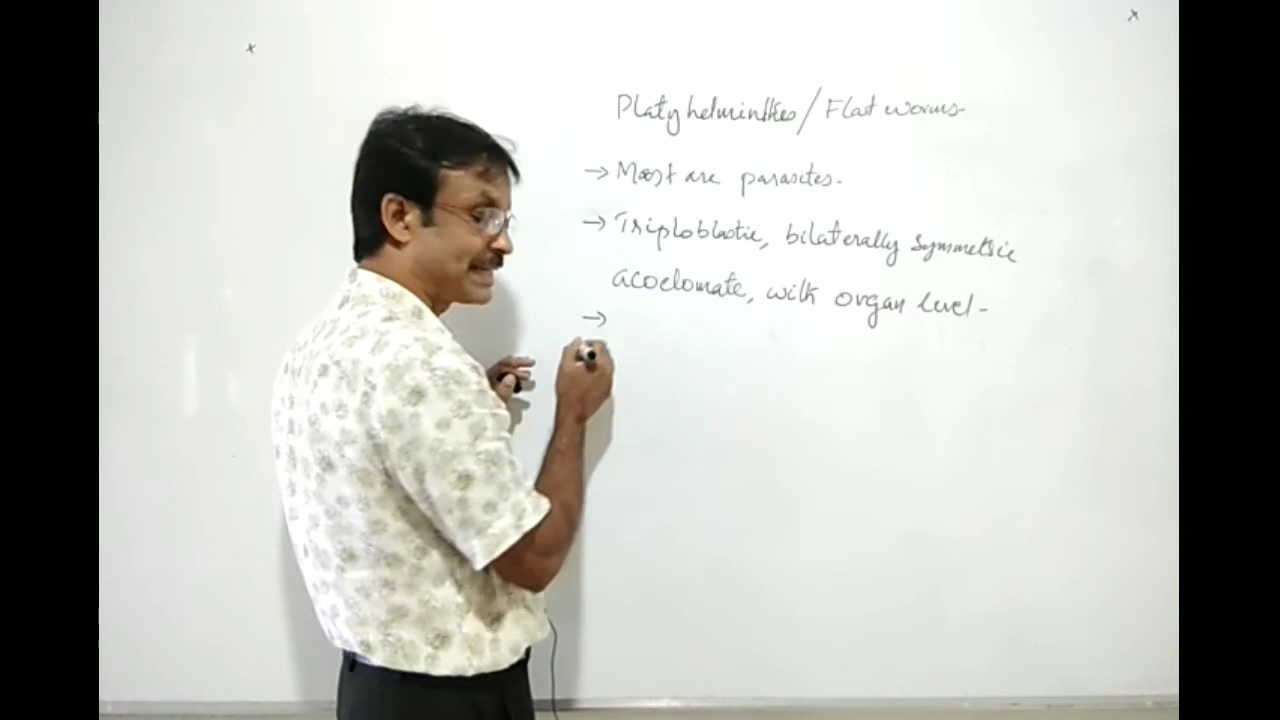 Platyhelminthes / Flat worms
→ Most are parasites.
→ Triploblastic, bilaterally symmetric
acoelomate, with organ level -
→